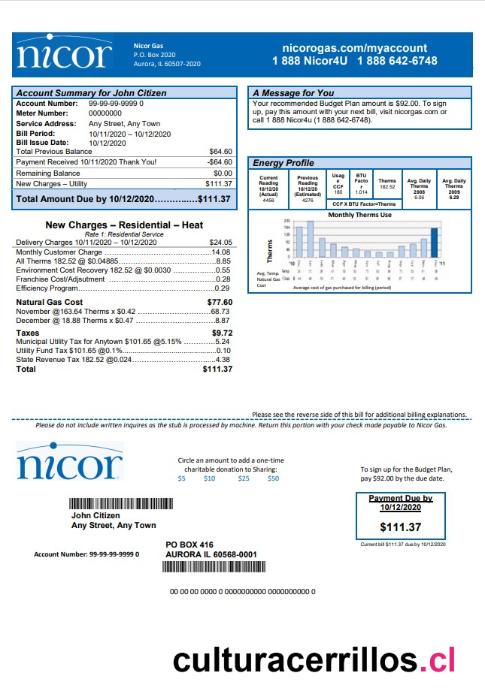 nicor
Nicor Gas
P.O. Box 2020
Aurora, IL 60507-2020
nicorogas.com/myaccount
1 888 Nicor4U 1 888 642-6748
Account Summary for John Citizen
Account Number: 99-99-99-9999 0
Meter Number: 00000000
Service Address: Any Street, Any Town
Bill Period: 10/11/2020 – 10/12/2020
Bill Issue Date: 10/12/2020
Total Previous Balance $64.60
Payment Received 10/11/2020 Thank You! -$64.60
Remaining Balance $0.00
New Charges – Utility $111.37
Total Amount Due by 10/12/2020..............$111.37
A Message for You
Your recommended Budget Plan amount is $92.00. To sign
up, pay this amount with your next bill, visit nicorgas.com or
call 1 888 Nicor4u (1 888 642-6748).
Energy Profile
Current Reading 10/12/20 (Actual) 4456
Previous Reading 10/12/20 (Estimated) 4276
Usage CCF 180
BTU Factor 1.014
Therms 182.52
Avg. Daily Therms 2008 6.06
Avg. Daily Therms 2009 5.29
CCF X BTU Factor=Therms
Monthly Therms Use
Therms
Avg. Temp
Natural Gas Cost
Average cost of gas purchased for billing (period)
New Charges – Residential – Heat
Rate 1: Residential Service
Delivery Charges 10/11/2020 – 10/12/2020 $24.05
Monthly Customer Charge 14.08
All Therms 182.52 @ $0.04885 8.85
Environment Cost Recovery 182.52 @ $0.0030 0.55
Franchise Cost/Adjustment 0.28
Efficiency Program 0.29
Natural Gas Cost $77.60
November @163.64 Therms x $0.42 68.73
December @ 18.88 Therms x $0.47 8.87
Taxes $9.72
Municipal Utility Tax for Anytown $101.65 @5.15% 5.24
Utility Fund Tax $101.65 @0.1% 0.10
State Revenue Tax 182.52 @0.024 4.38
Total $111.37
Please see the reverse side of this bill for additional billing explanations.
Please do not include written inquires as the stub is processed by machine. Return this portion with your check made payable to Nicor Gas.
nicor
Circle an amount to add a one-time
charitable donation to Sharing:
$5 $10 $25 $50
To sign up for the Budget Plan,
pay $92.00 by the due date.
John Citizen
Any Street, Any Town
Payment Due by
10/12/2020
$111.37
Current bill $111.37 due by 10/12/2020
PO BOX 416
AURORA IL 60568-0001
Account Number: 99-99-99-9999 0
00 00 00 0000 0 0000000000 0000000000 0
culturacerrillos.cl